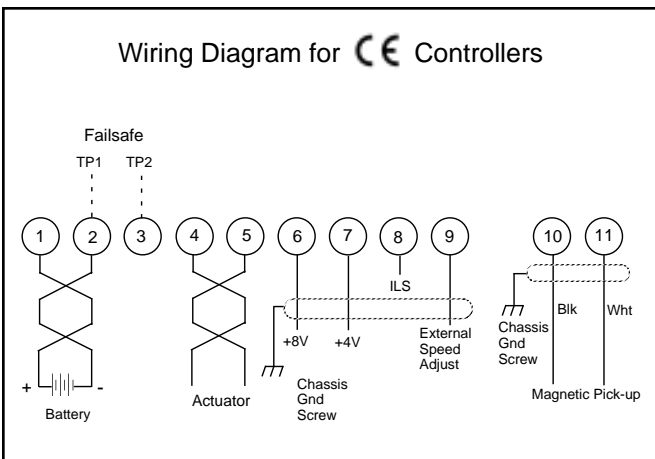 Wiring Diagram for CE Controllers
Failsafe
TP1 TP2
1 2 3 4 5 6 7 8 9 10 11
ILS
+8V +4V
External
Speed
Adjust
Chassis
Gnd
Screw
Blk Wht
Chassis
Gnd
Screw
+ -
Battery
Actuator
Magnetic Pick-up